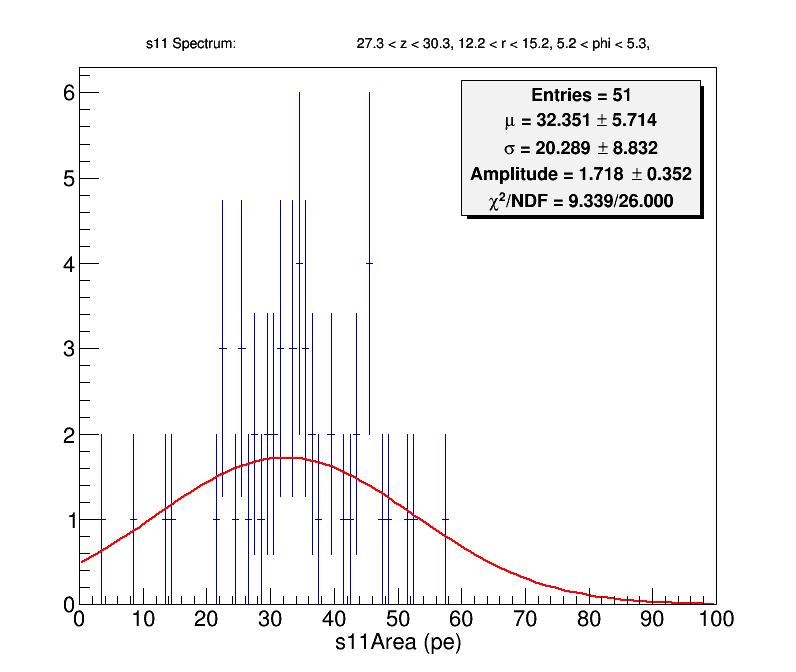 s11 Spectrum: 27.3 < z < 30.3, 12.2 < r < 15.2, 5.2 < phi < 5.3,
Entries = 51
μ = 32.351 ± 5.714
σ = 20.289 ± 8.832
Amplitude = 1.718 ± 0.352
χ²/NDF = 9.339/26.000
6
5
4
3
2
1
0
0 10 20 30 40 50 60 70 80 90 100
s11Area (pe)